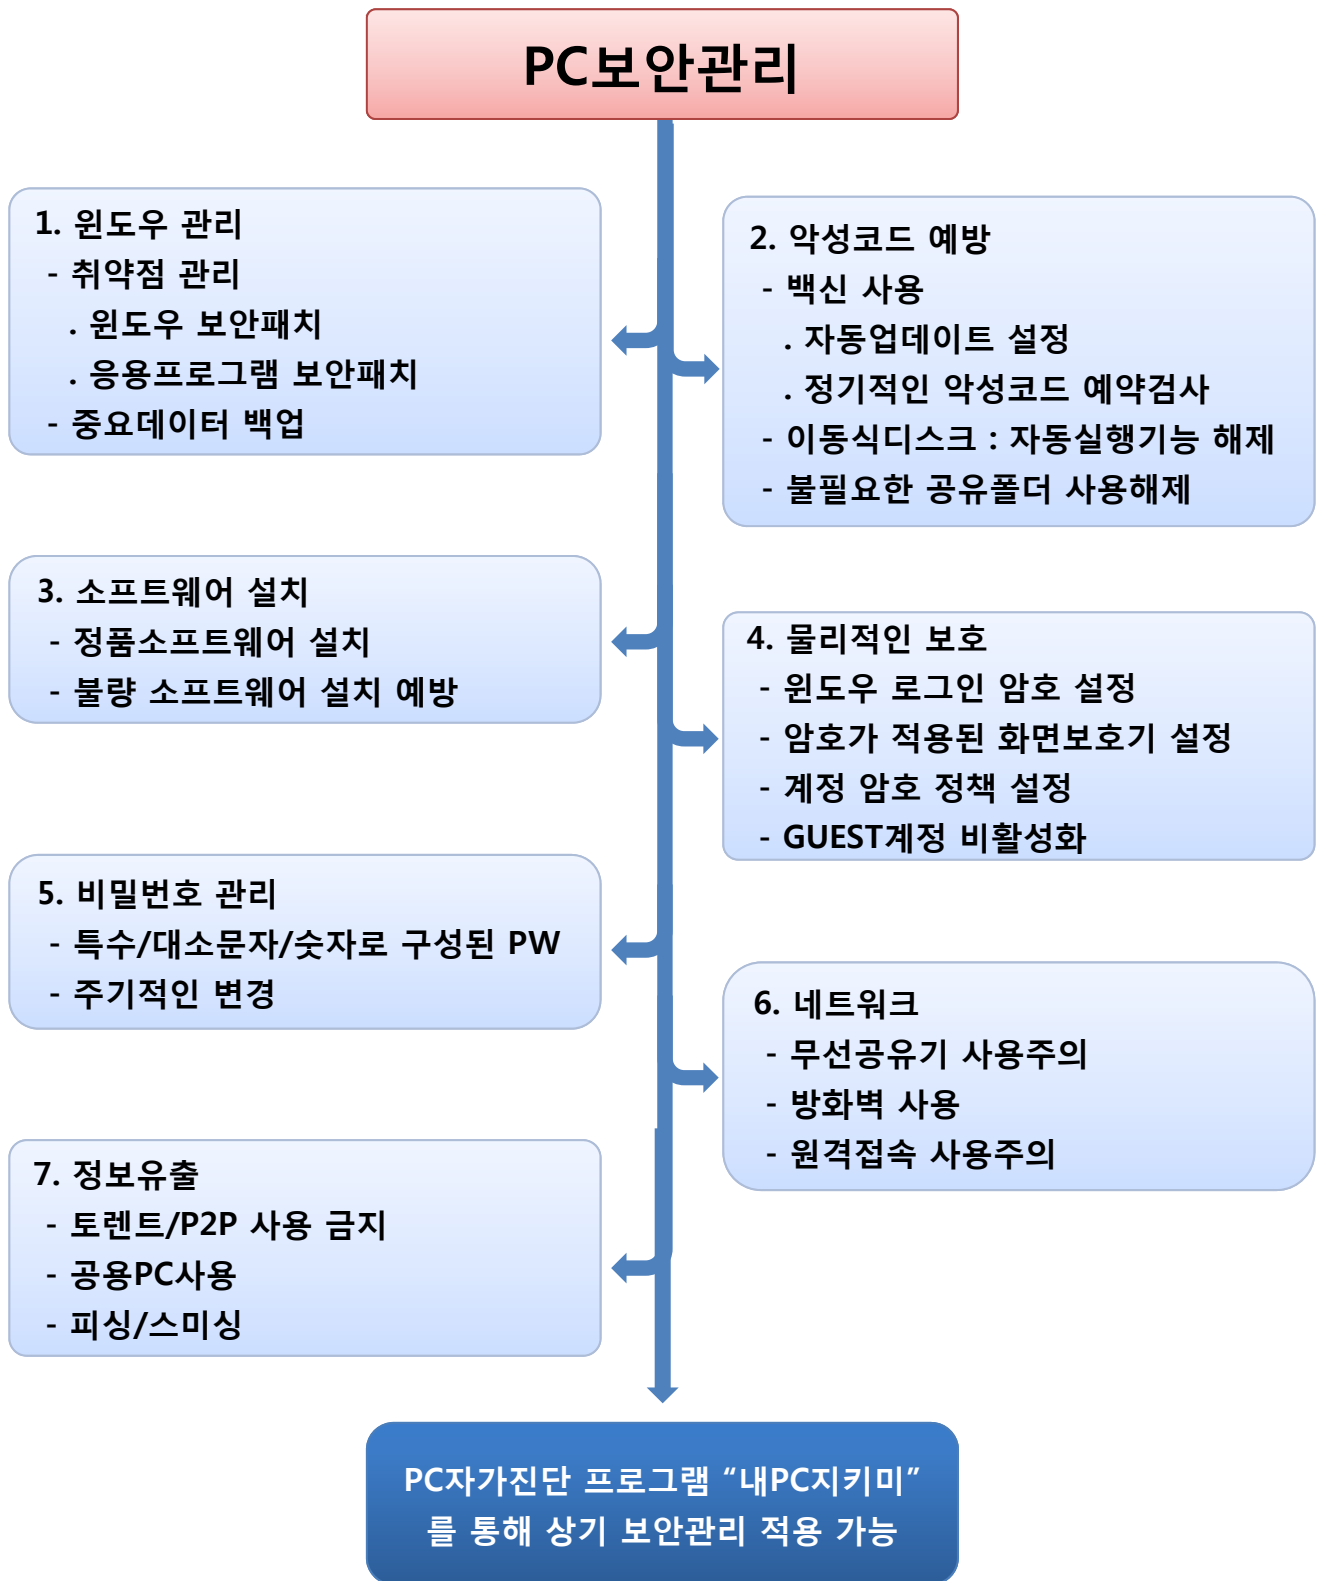 PC보안관리
1. 윈도우 관리
- 취약점 관리
. 윈도우 보안패치
. 응용프로그램 보안패치
- 중요데이터 백업
2. 악성코드 예방
- 백신 사용
. 자동업데이트 설정
. 정기적인 악성코드 예약검사
- 이동식디스크 : 자동실행기능 해제
- 불필요한 공유폴더 사용해제
3. 소프트웨어 설치
- 정품소프트웨어 설치
- 불량 소프트웨어 설치 예방
4. 물리적인 보호
- 윈도우 로그인 암호 설정
- 암호가 적용된 화면보호기 설정
- 계정 암호 정책 설정
- GUEST계정 비활성화
5. 비밀번호 관리
- 특수/대소문자/숫자로 구성된 PW
- 주기적인 변경
6. 네트워크
- 무선공유기 사용주의
- 방화벽 사용
- 원격접속 사용주의
7. 정보유출
- 토렌트/P2P 사용 금지
- 공용PC사용
- 피싱/스미싱
PC자가진단 프로그램 “내PC지키미”
를 통해 상기 보안관리 적용 가능